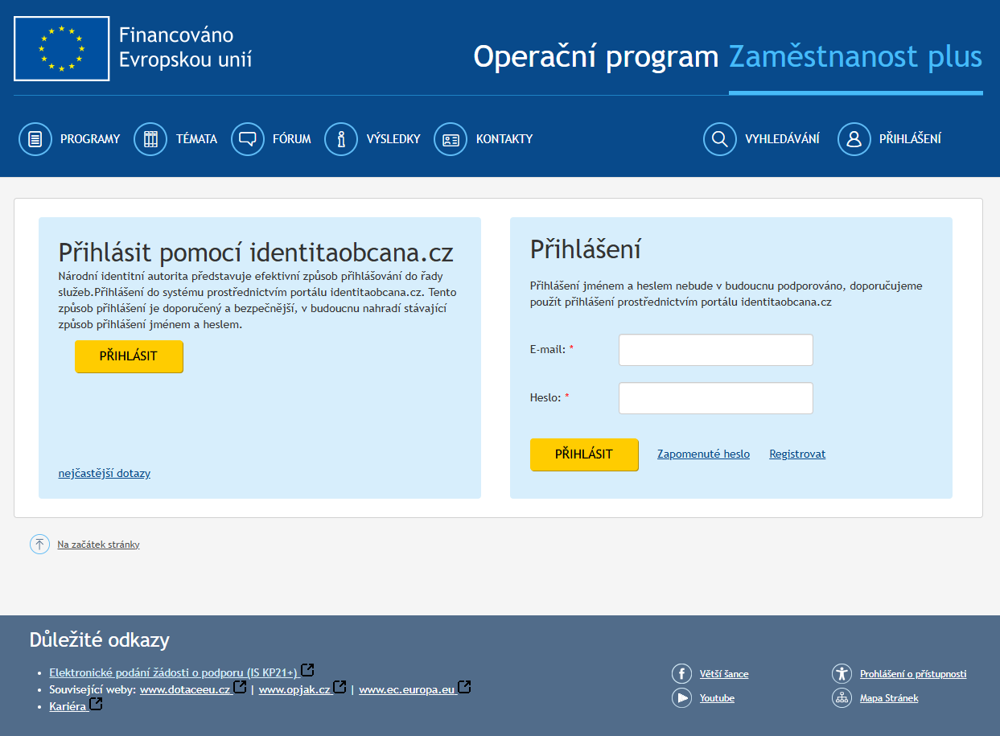 Financováno
Evropskou unií
Operační program Zaměstnanost plus
PROGRAMY TÉMATA FÓRUM VÝSLEDKY KONTAKTY VYHLEDÁVÁNÍ PŘIHLÁŠENÍ
Přihlásit pomocí identitaobcana.cz
Národní identitní autorita představuje efektivní způsob přihlášování do řady
služeb.Přihlášení do systému prostřednictvím portálu identitaobcana.cz. Tento
způsob přihlášení je doporučený a bezpečnější, v budoucnu nahradí stávající
způsob přihlášení jménem a heslem.
PŘIHLÁSIT
nejčastější dotazy
Přihlášení
Přihlášení jménem a heslem nebude v budoucnu podporováno, doporučujeme
použít přihlášení prostřednictvím portálu identitaobcana.cz
E-mail: *
Heslo: *
PŘIHLÁSIT Zapomenuté heslo Registrovat
Na začátek stránky
Důležité odkazy
• Elektronické podání žádosti o podporu (IS KP21+)
• Související weby: www.dotaceeu.cz | www.opjak.cz | www.ec.europa.eu
• Kariéra
Větší šance
Youtube
Prohlášení o přístupnosti
Mapa Stránek